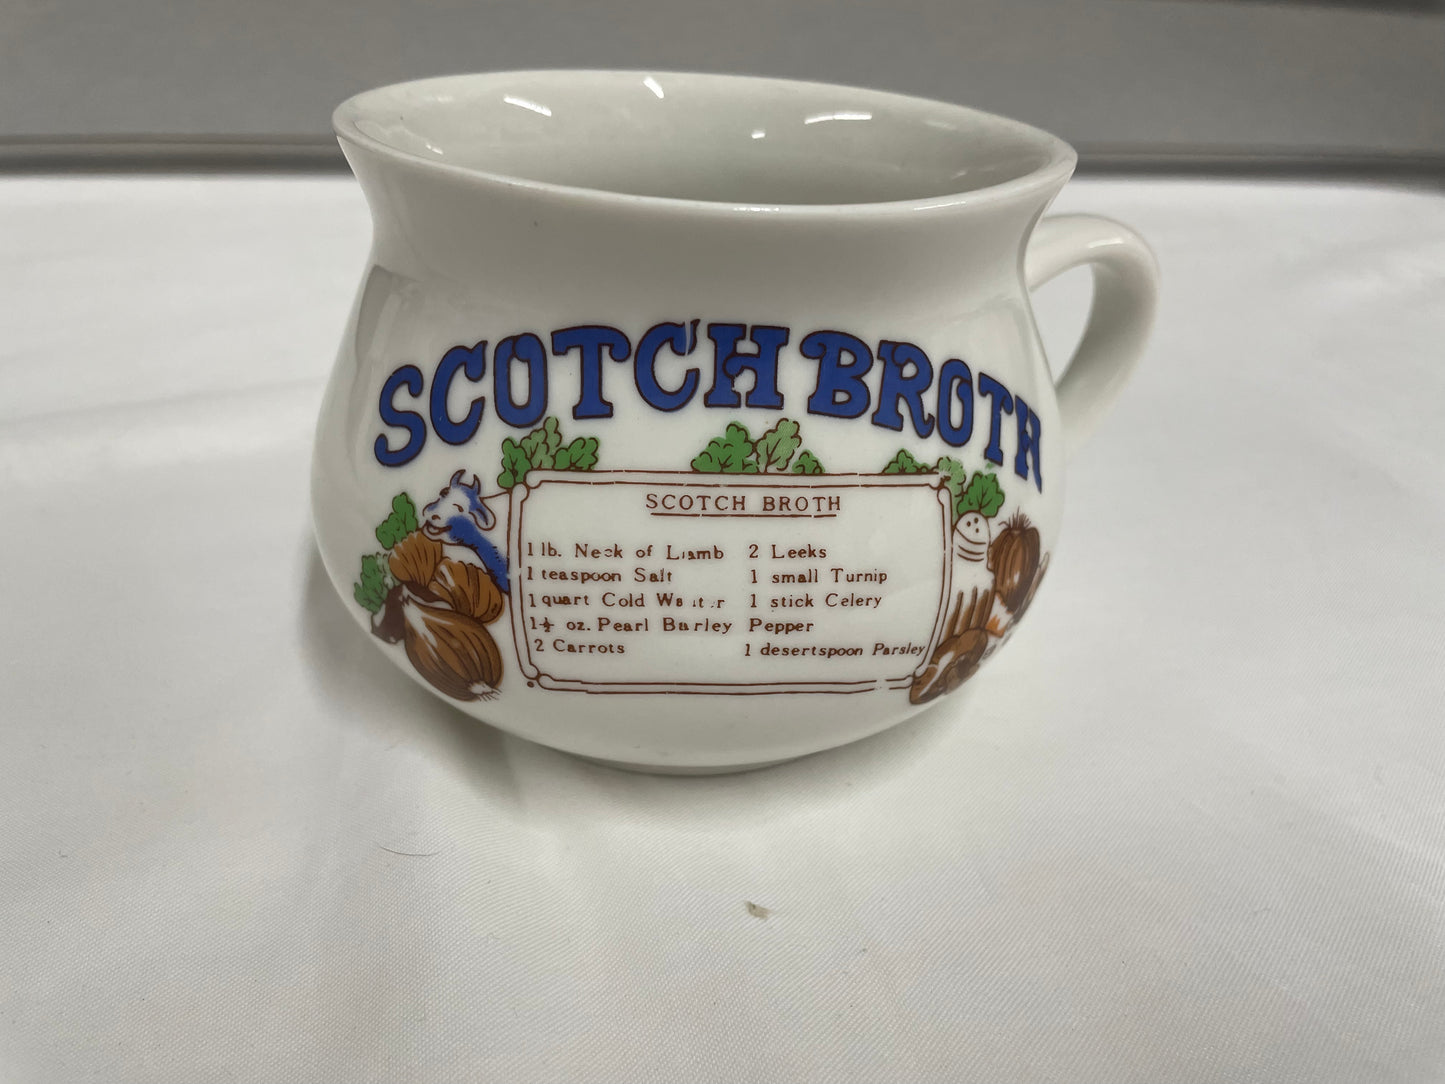 SCOTCH BROTH
SCOTCH BROTH
1 lb. Neck of Lamb 2 Leeks
1 teaspoon Salt 1 small Turnip
1 quart Cold Water 1 stick Celery
1½ oz. Pearl Barley Pepper
2 Carrots 1 desertspoon Parsley